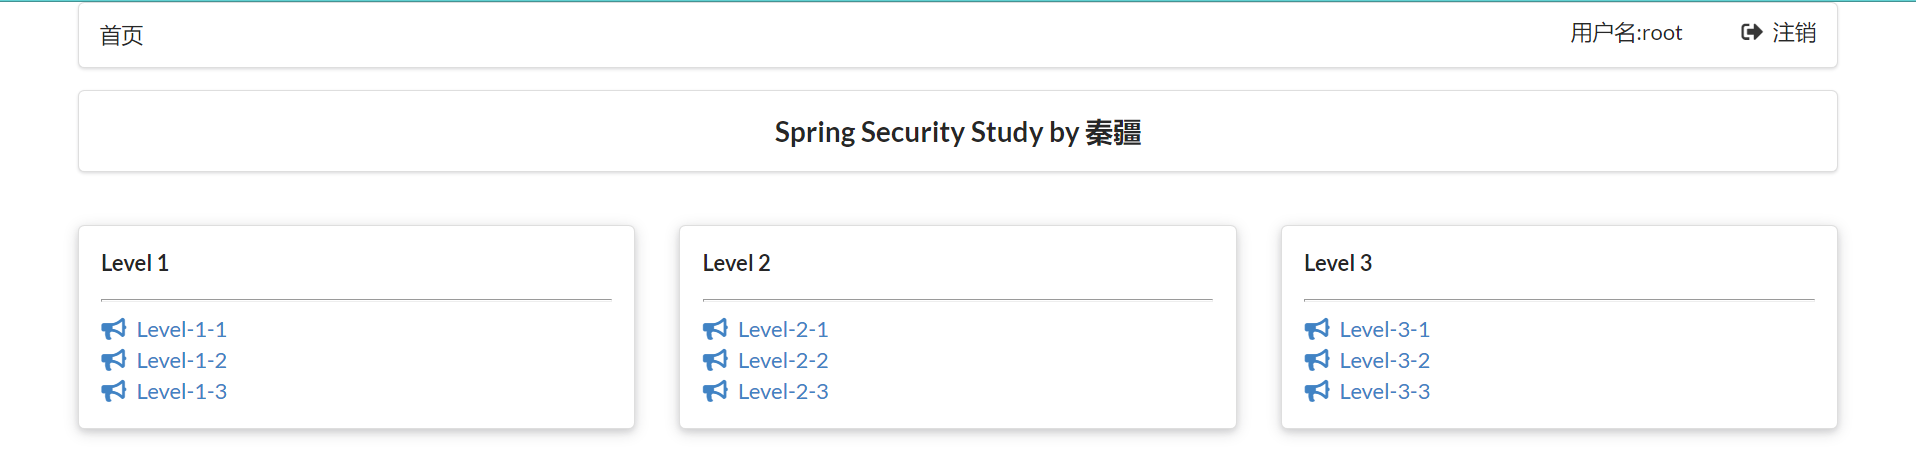 首页
用户名:root 注销
Spring Security Study by 秦疆
Level 1
Level-1-1
Level-1-2
Level-1-3
Level 2
Level-2-1
Level-2-2
Level-2-3
Level 3
Level-3-1
Level-3-2
Level-3-3